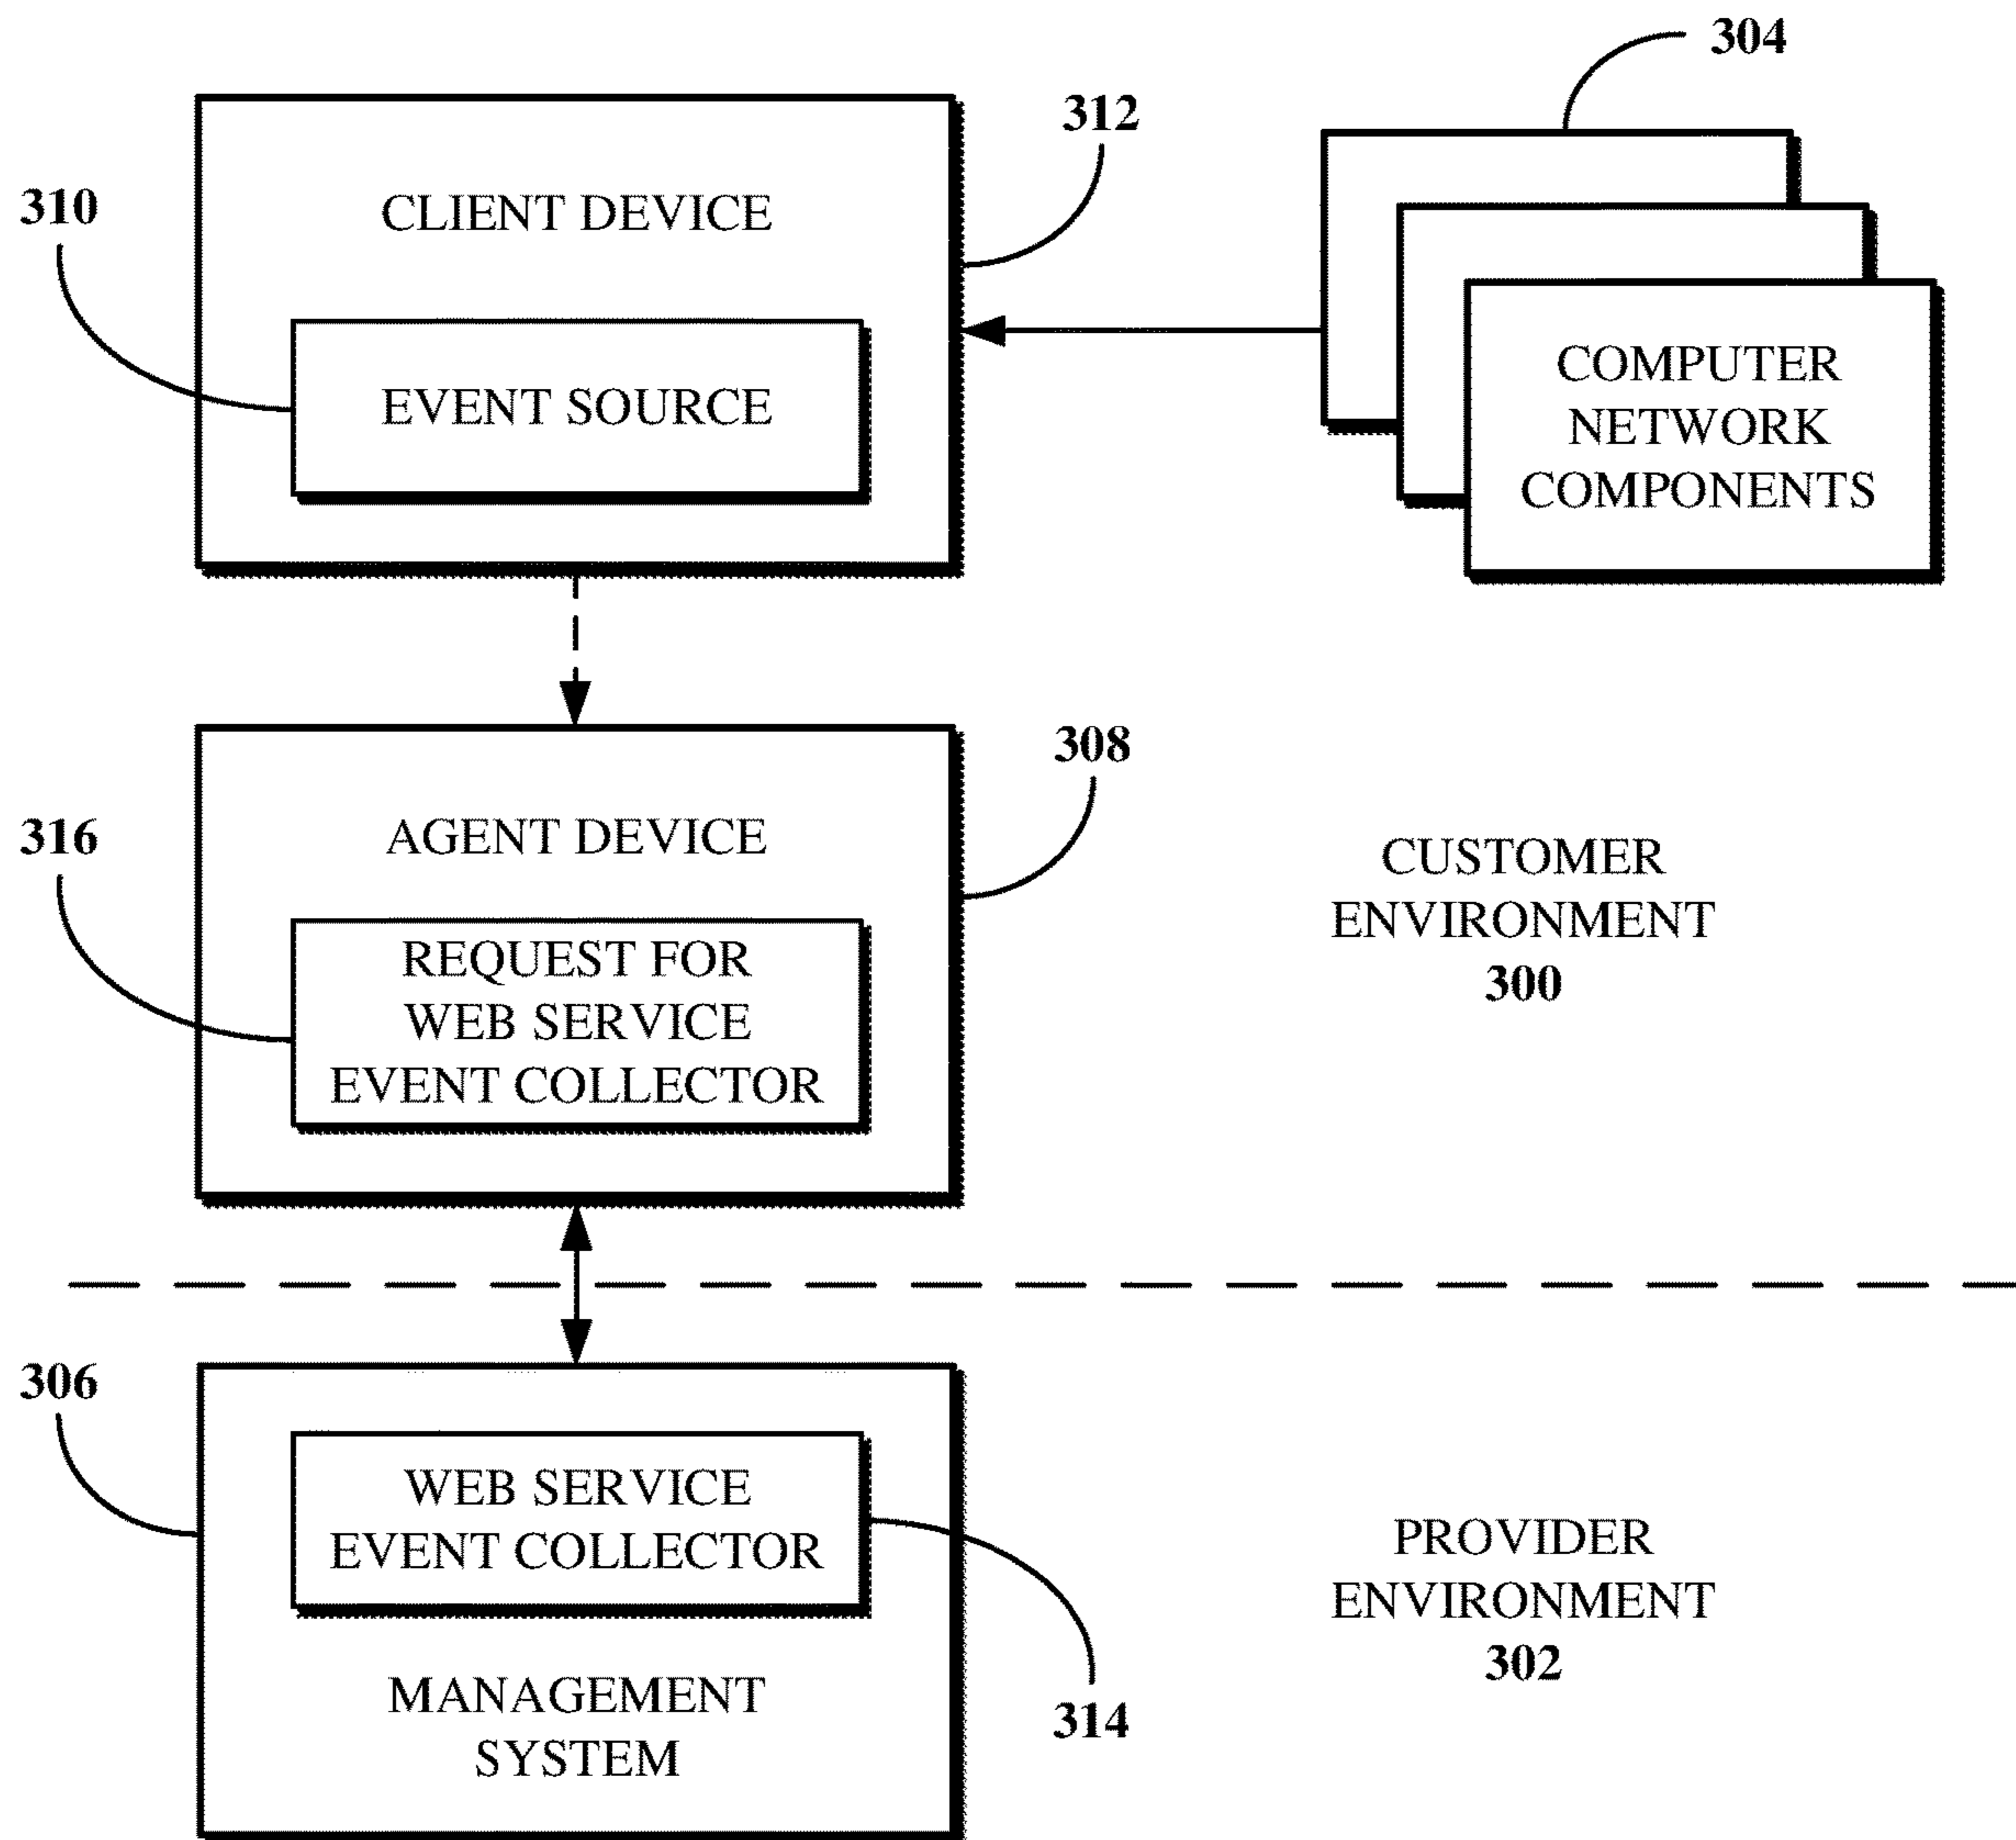 304
312
CLIENT DEVICE
310
EVENT SOURCE
COMPUTER
NETWORK
COMPONENTS
308
AGENT DEVICE
316
REQUEST FOR
WEB SERVICE
EVENT COLLECTOR
CUSTOMER
ENVIRONMENT
300
306
WEB SERVICE
EVENT COLLECTOR
314
MANAGEMENT
SYSTEM
PROVIDER
ENVIRONMENT
302